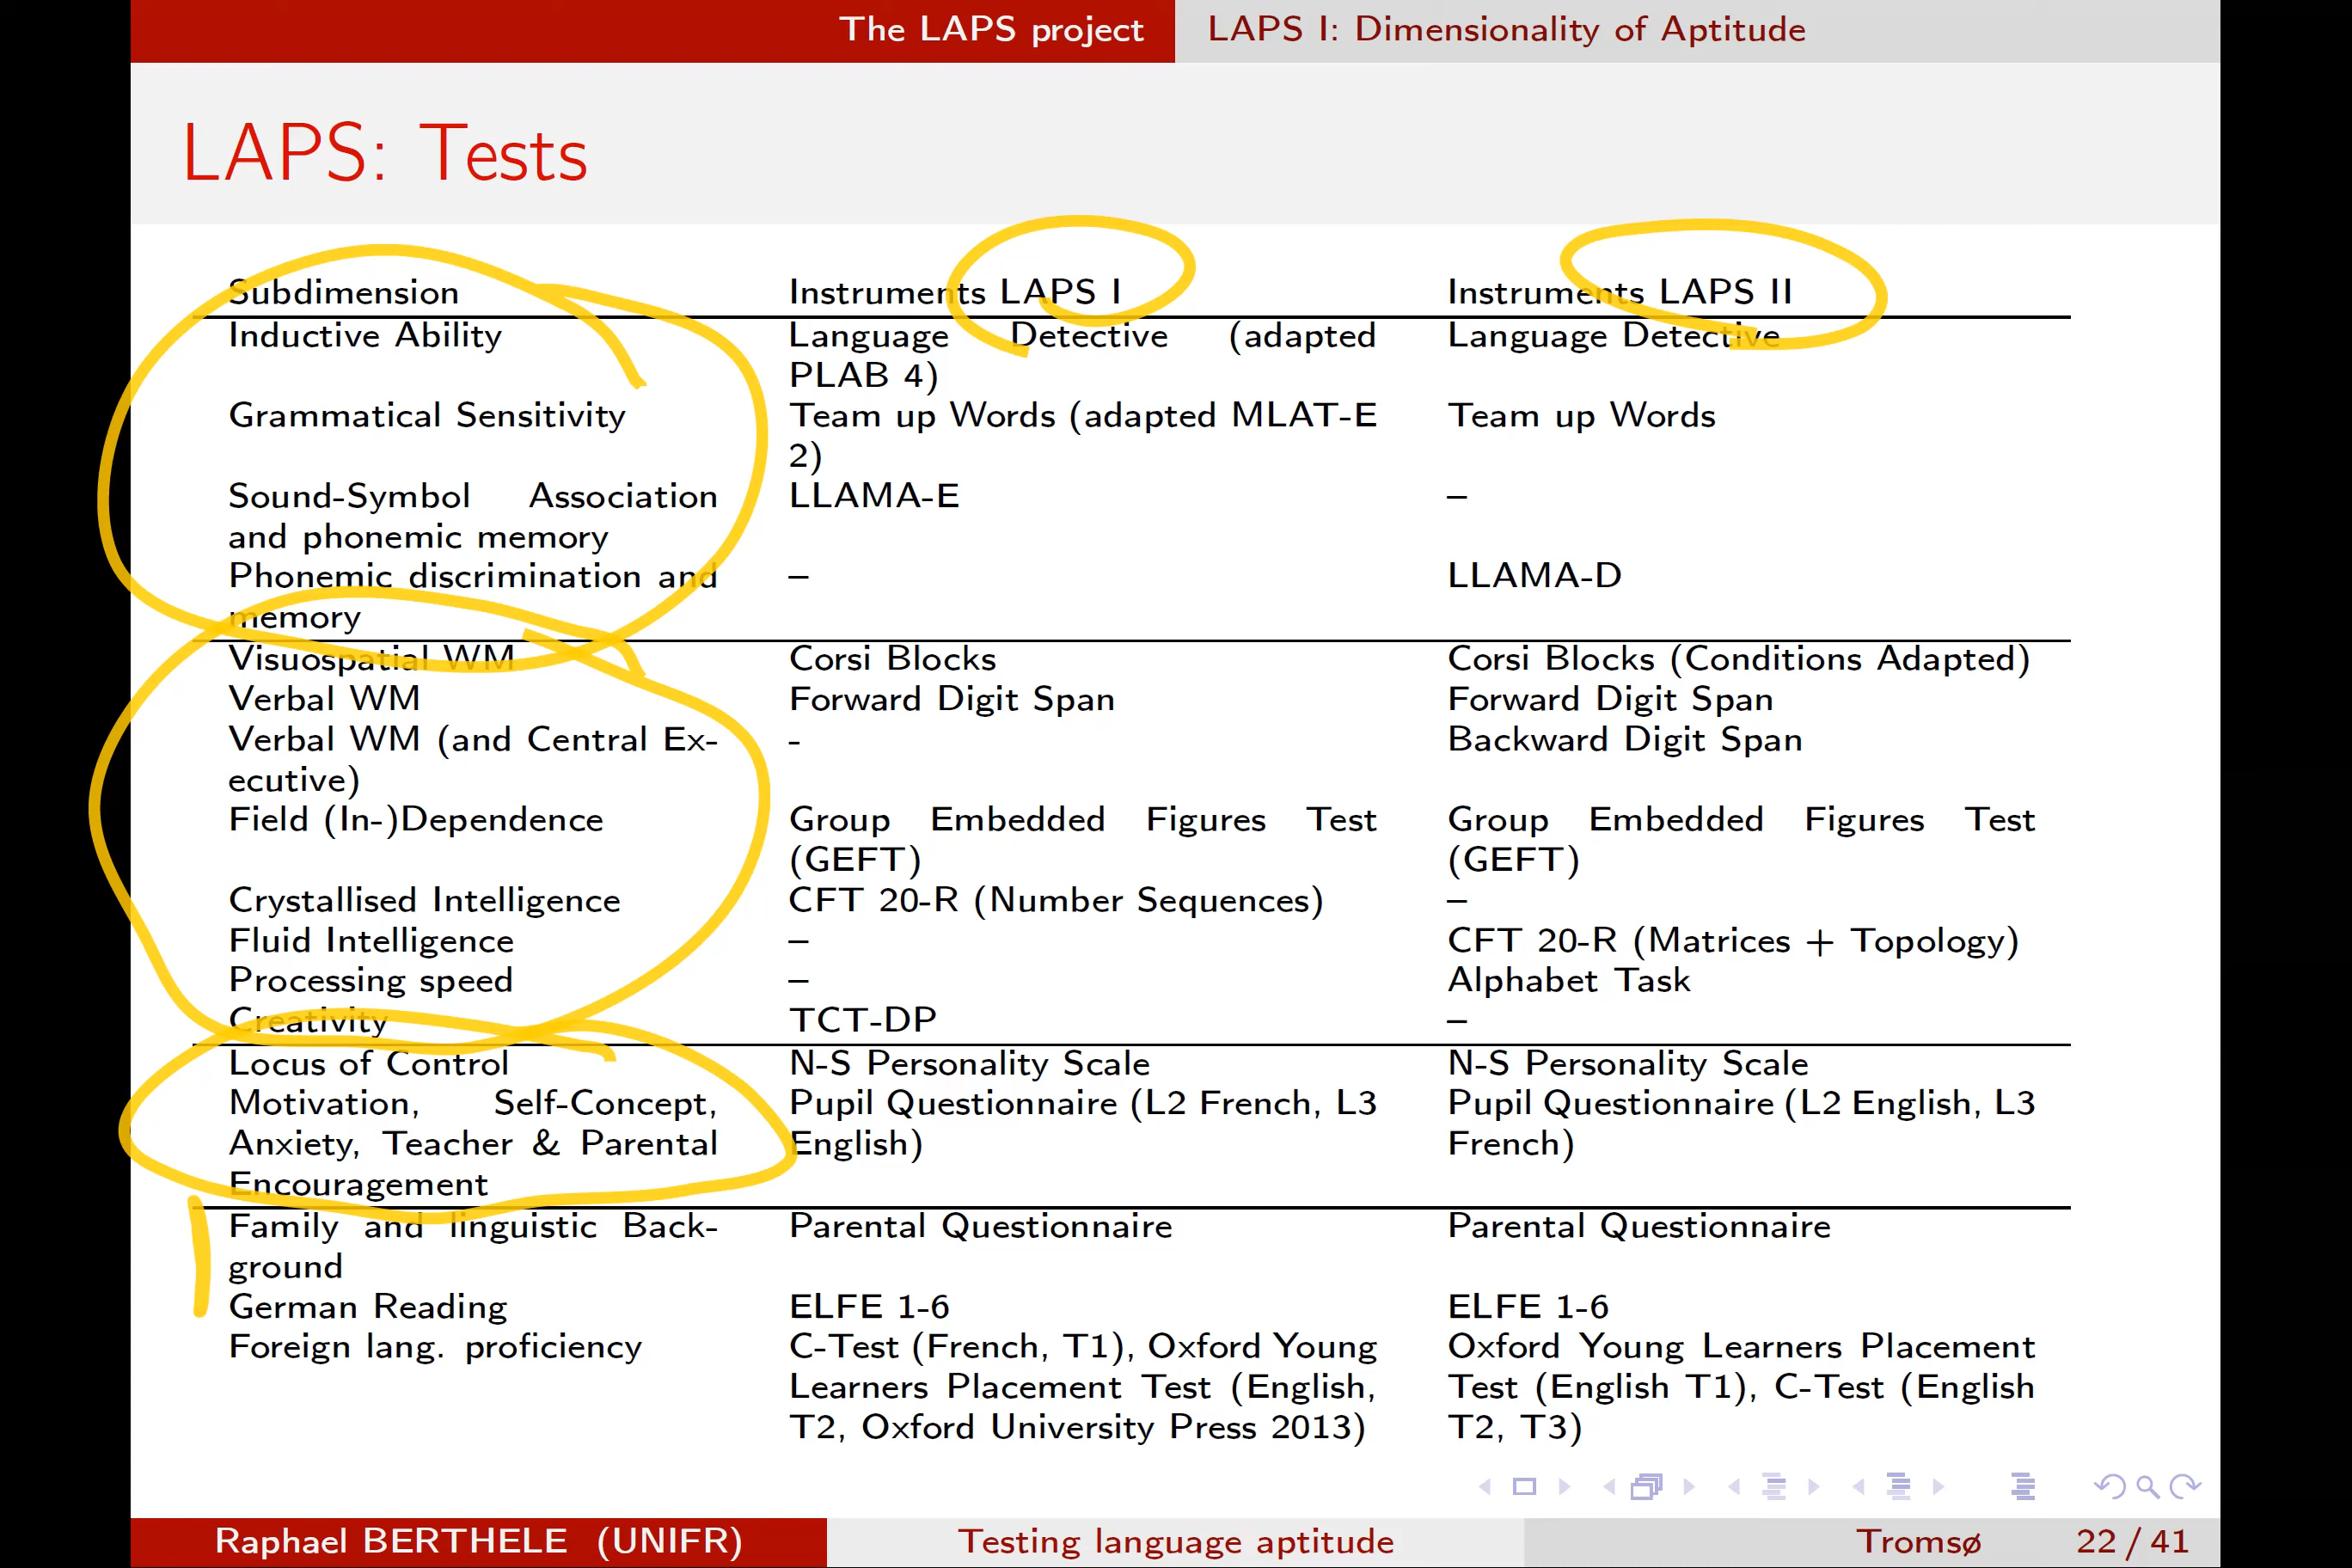 The LAPS project LAPS I: Dimensionality of Aptitude
LAPS: Tests
Subdimension Instruments LAPS I Instruments LAPS II
Inductive Ability Language Detective (adapted Language Detective
PLAB 4)
Grammatical Sensitivity Team up Words (adapted MLAT-E Team up Words
2)
Sound-Symbol Association LLAMA-E –
and phonemic memory
Phonemic discrimination and – LLAMA-D
memory
Visuospatial WM Corsi Blocks Corsi Blocks (Conditions Adapted)
Verbal WM Forward Digit Span Forward Digit Span
Verbal WM (and Central Ex- - Backward Digit Span
ecutive)
Field (In-)Dependence Group Embedded Figures Test Group Embedded Figures Test
(GEFT) (GEFT)
Crystallised Intelligence CFT 20-R (Number Sequences) –
Fluid Intelligence – CFT 20-R (Matrices + Topology)
Processing speed – Alphabet Task
Creativity TCT-DP –
Locus of Control N-S Personality Scale N-S Personality Scale
Motivation, Self-Concept, Pupil Questionnaire (L2 French, L3 Pupil Questionnaire (L2 English, L3
Anxiety, Teacher & Parental English) French)
Encouragement
Family and linguistic Back- Parental Questionnaire Parental Questionnaire
ground
German Reading ELFE 1-6 ELFE 1-6
Foreign lang. proficiency C-Test (French, T1), Oxford Young Oxford Young Learners Placement
Learners Placement Test (English, Test (English T1), C-Test (English
T2, Oxford University Press 2013) T2, T3)
Raphael BERTHELE (UNIFR) Testing language aptitude Tromsø 22 / 41